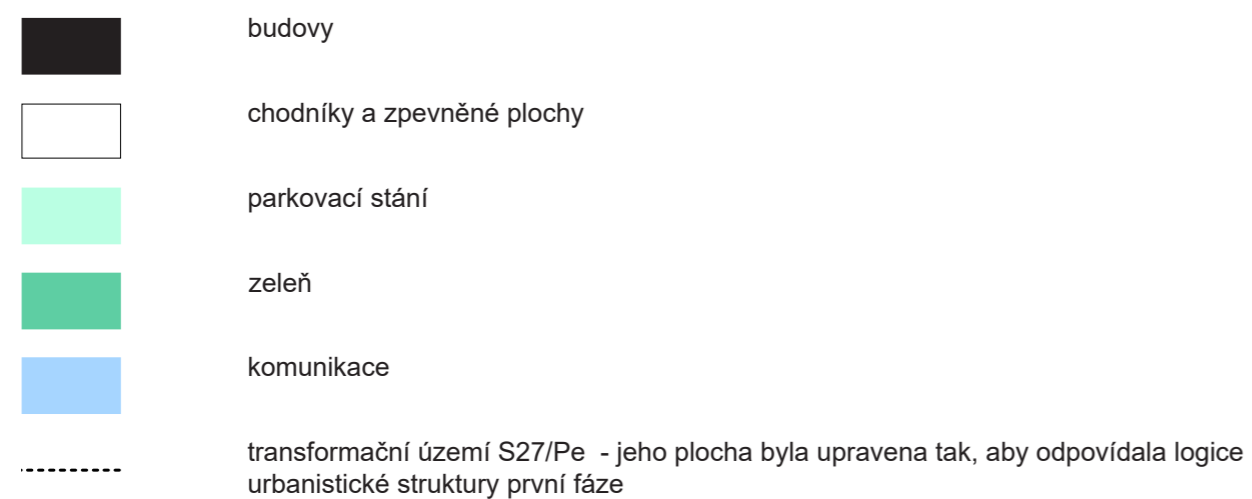 budovy
chodníky a zpevněné plochy
parkovací stání
zeleň
komunikace
transformační území S27/Pe  - jeho plocha byla upravena tak, aby odpovídala logice
urbanistické struktury první fáze